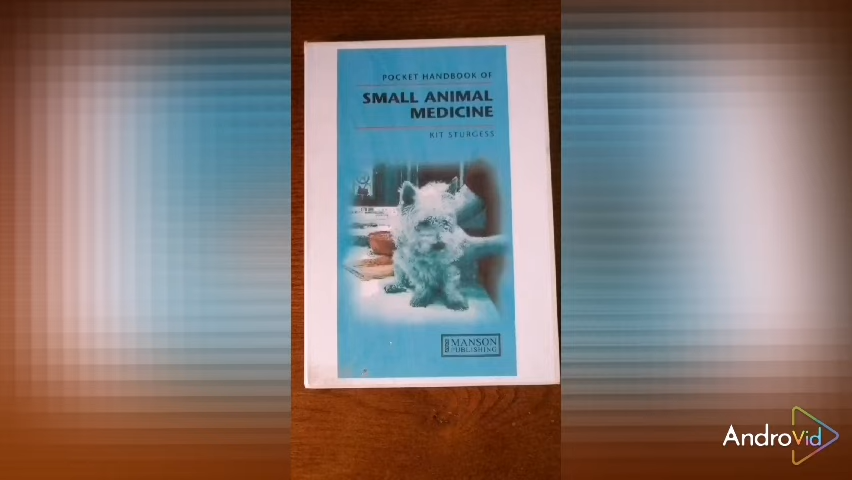 POCKET HANDBOOK OF
SMALL ANIMAL
MEDICINE
KIT STURGESS
MANSON
PUBLISHING
AndroVid